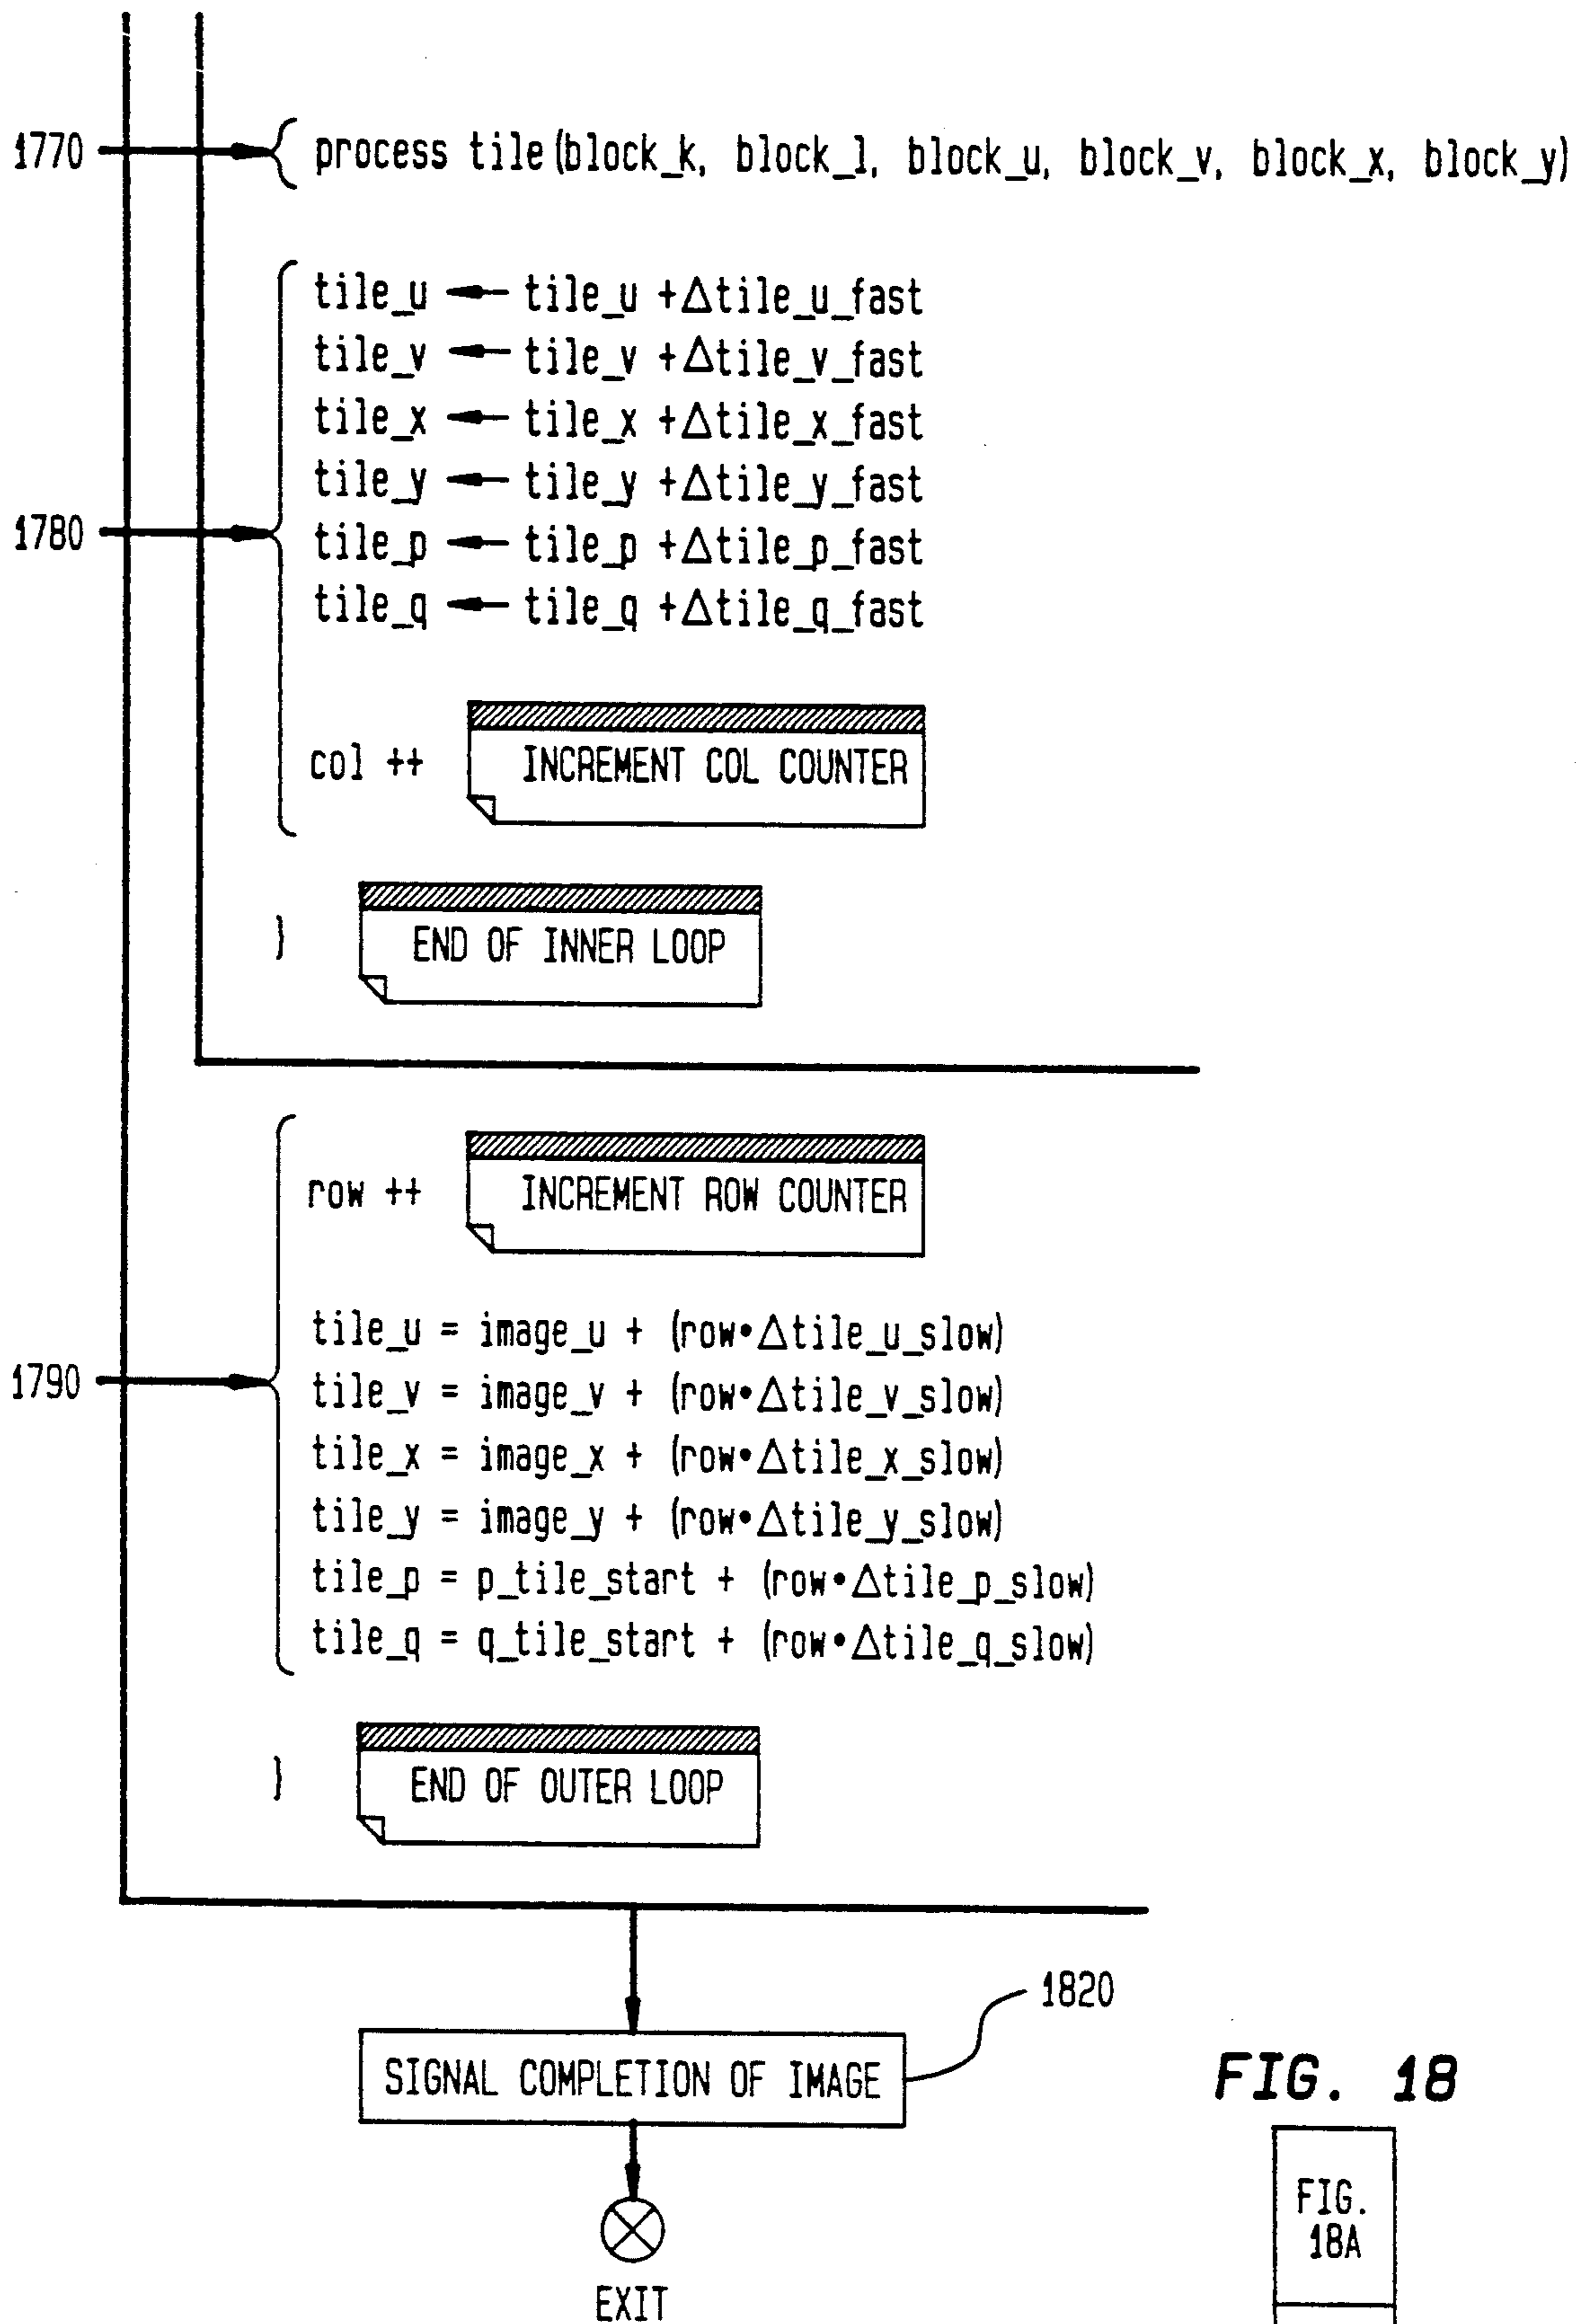 1770 { process tile(block_k, block_l, block_u, block_v, block_x, block_y)
tile_u ← tile_u +Δtile_u_fast
tile_v ← tile_v +Δtile_v_fast
tile_x ← tile_x +Δtile_x_fast
tile_y ← tile_y +Δtile_y_fast
1780
tile_p ← tile_p +Δtile_p_fast
tile_q ← tile_q +Δtile_q_fast
col ++ INCREMENT COL COUNTER
} END OF INNER LOOP
row ++ INCREMENT ROW COUNTER
tile_u = image_u + (row•Δtile_u_slow)
1790
tile_v = image_v + (row•Δtile_v_slow)
tile_x = image_x + (row•Δtile_x_slow)
tile_y = image_y + (row•Δtile_y_slow)
tile_p = p_tile_start + (row•Δtile_p_slow)
tile_q = q_tile_start + (row•Δtile_q_slow)
} END OF OUTER LOOP
1820
SIGNAL COMPLETION OF IMAGE
EXIT
FIG. 18
FIG.
18A